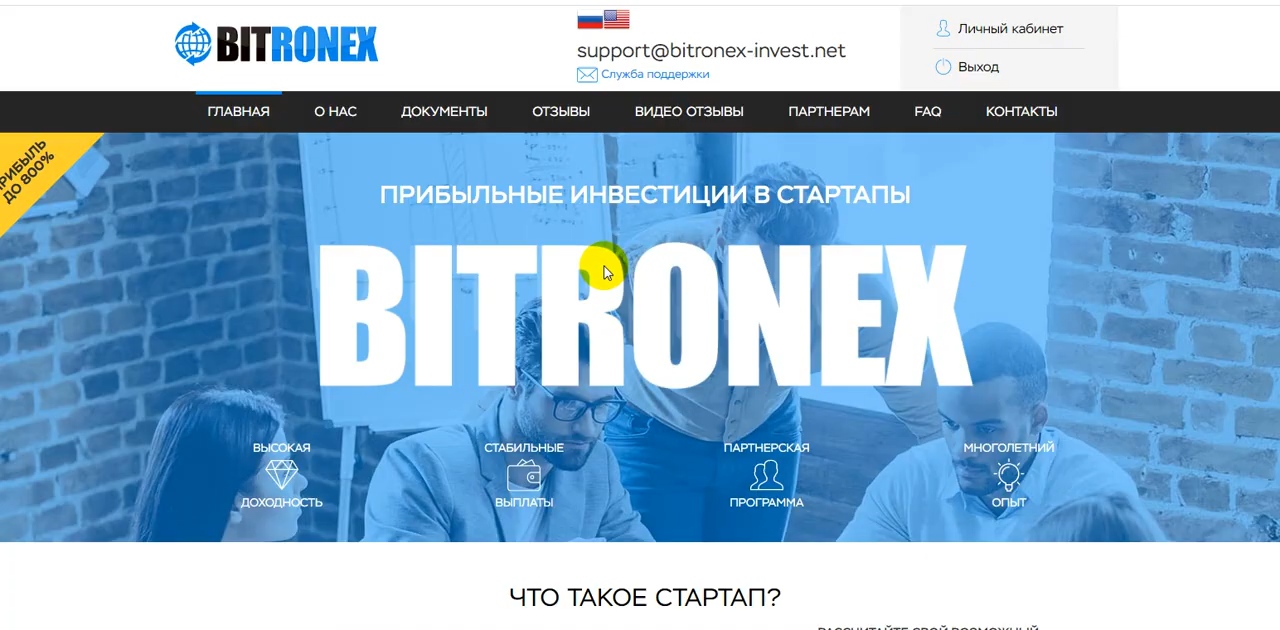 BITRONEX
support@bitronex-invest.net
Служба поддержки
Личный кабинет
Выход
ГЛАВНАЯ О НАС ДОКУМЕНТЫ ОТЗЫВЫ ВИДЕО ОТЗЫВЫ ПАРТНЕРАМ FAQ КОНТАКТЫ
ДО 800%
ПРИБЫЛЬНЫЕ ИНВЕСТИЦИИ В СТАРТАПЫ
BITRONEX
ВЫСОКАЯ
ДОХОДНОСТЬ
СТАБИЛЬНЫЕ
ВЫПЛАТЫ
ПАРТНЕРСКАЯ
ПРОГРАММА
МНОГОЛЕТНИЙ
ОПЫТ
ЧТО ТАКОЕ СТАРТАП?